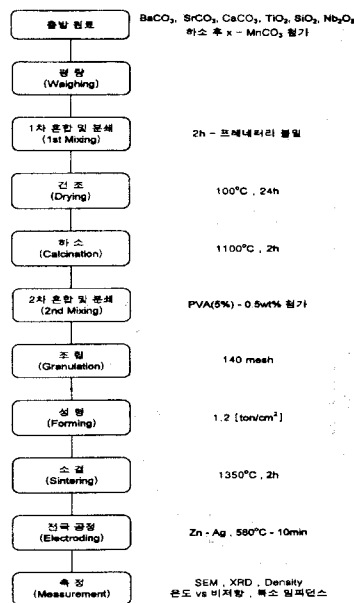 출발 원료
BaCO₃, SrCO₃, CaCO₃, TiO₂, SiO₂, Nb₂O₅
하소 후 x - MnCO₃ 첨가
평 량
(Weighing)
1차 혼합 및 분쇄
(1st Mixing)
2h - 프레네터리 볼밀
건 조
(Drying)
100°C , 24h
하 소
(Calcination)
1100°C , 2h
2차 혼합 및 분쇄
(2nd Mixing)
PVA(5%) - 0.5wt% 첨가
조 립
(Granulation)
140 mesh
성 형
(Forming)
1.2 [ton/cm²]
소 결
(Sintering)
1350°C , 2h
전극 공정
(Electroding)
Zn - Ag , 580°C - 10min
측 정
(Measurement)
SEM , XRD , Density
온도 vs 비저항 , 복소 임피던스